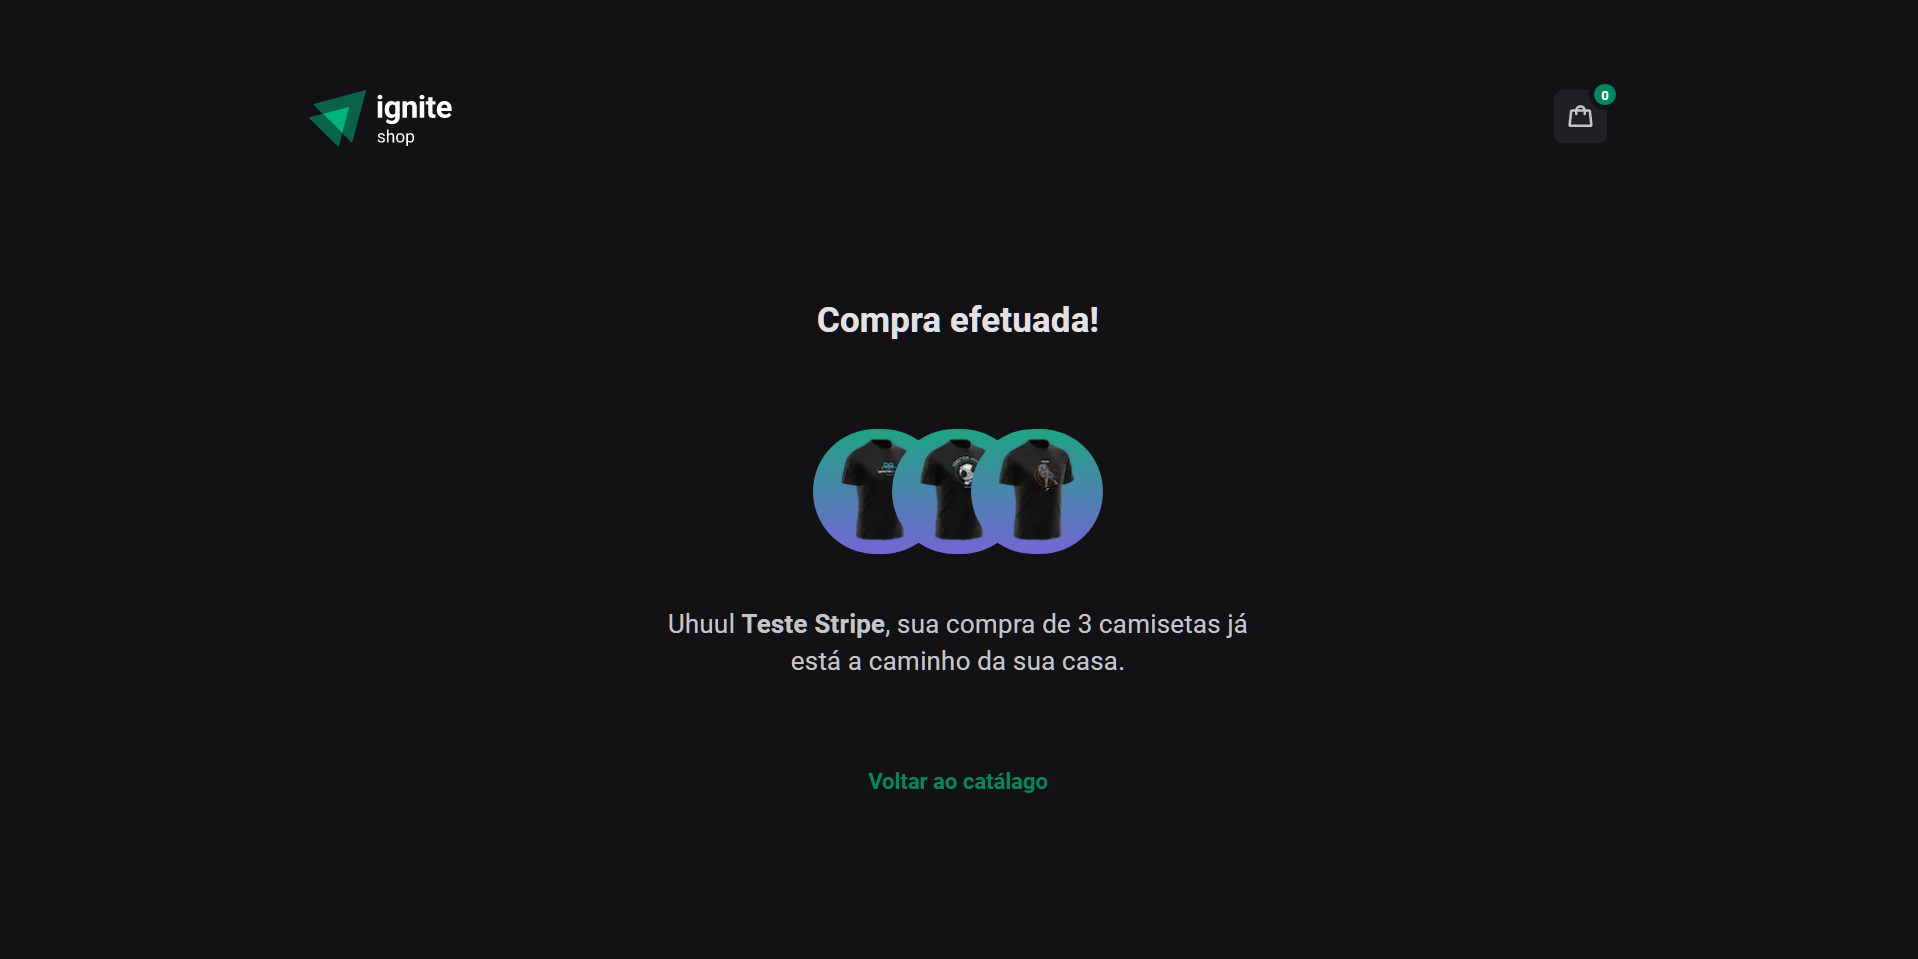 ignite
shop
0
Compra efetuada!
Uhuul Teste Stripe, sua compra de 3 camisetas já
está a caminho da sua casa.
Voltar ao catálago